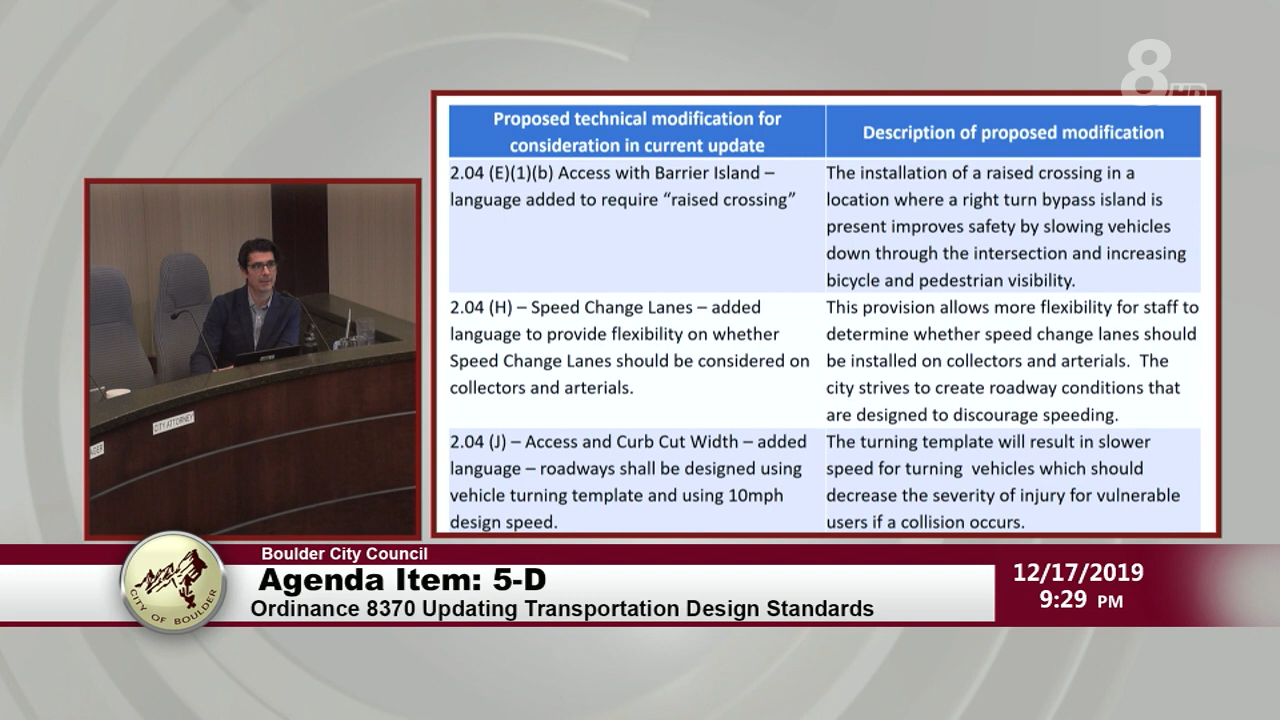 8
HD
Proposed technical modification for
consideration in current update
Description of proposed modification
2.04 (E)(1)(b) Access with Barrier Island –
language added to require “raised crossing”
The installation of a raised crossing in a
location where a right turn bypass island is
present improves safety by slowing vehicles
down through the intersection and increasing
bicycle and pedestrian visibility.
2.04 (H) – Speed Change Lanes – added
language to provide flexibility on whether
Speed Change Lanes should be considered on
collectors and arterials.
This provision allows more flexibility for staff to
determine whether speed change lanes should
be installed on collectors and arterials.  The
city strives to create roadway conditions that
are designed to discourage speeding.
2.04 (J) – Access and Curb Cut Width – added
language – roadways shall be designed using
vehicle turning template and using 10mph
design speed.
The turning template will result in slower
speed for turning  vehicles which should
decrease the severity of injury for vulnerable
users if a collision occurs.
CITY ATTORNEY
Boulder City Council
Agenda Item: 5-D
Ordinance 8370 Updating Transportation Design Standards
CITY OF BOULDER
12/17/2019
9:29 PM